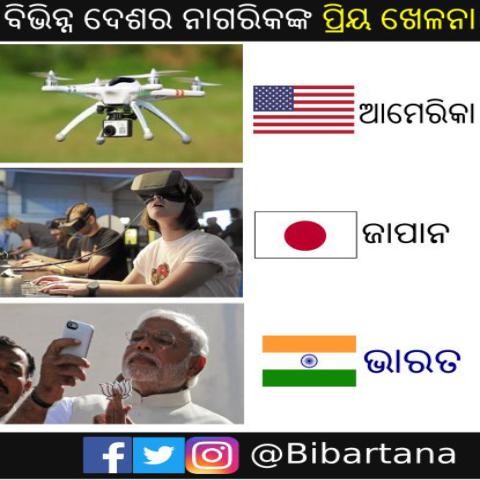 ବିଭିନ୍ନ ଦେଶର ନାଗରିକଙ୍କ ପ୍ରିୟ ଖେଳନା
ଆମେରିକା
ଜାପାନ
ଭାରତ
@Bibartana